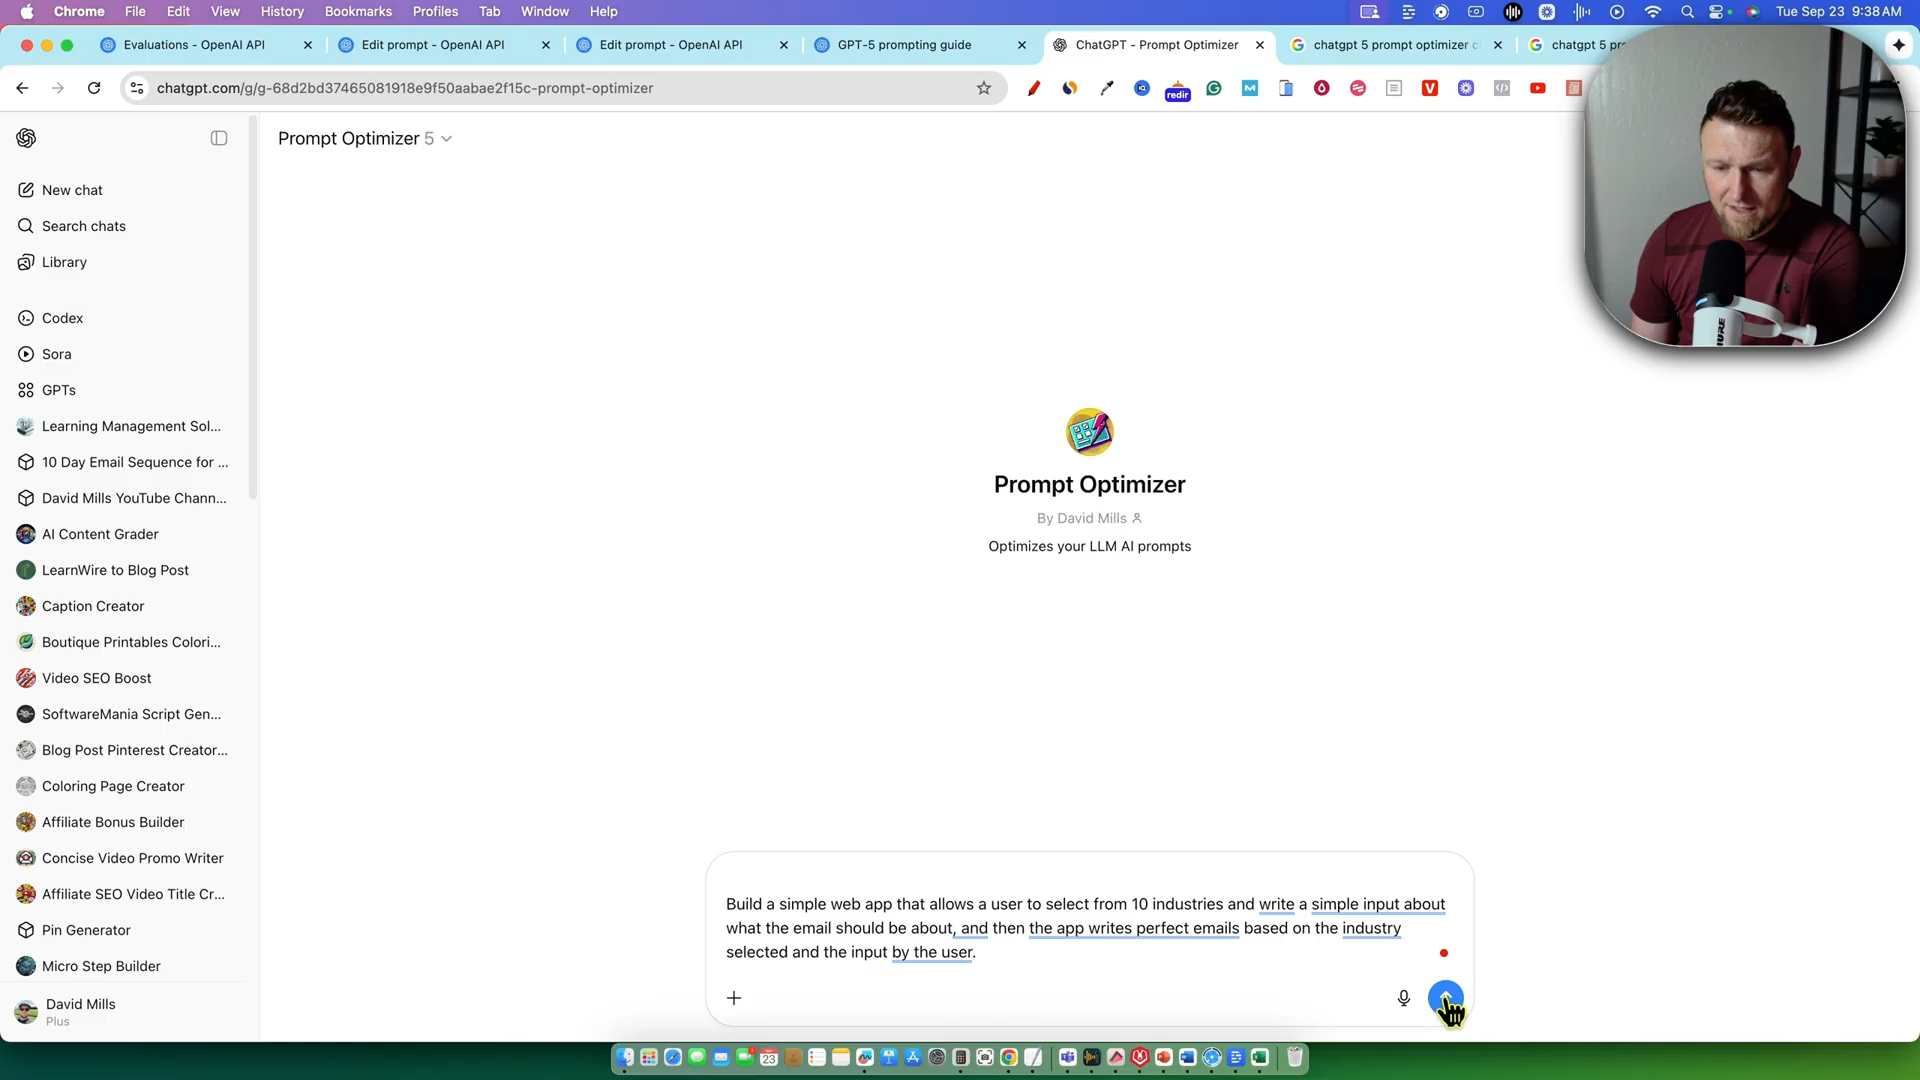 Chrome File Edit View History Bookmarks Profiles Tab Window Help
Tue Sep 23 9:38 AM
Evaluations - OpenAI API
Edit prompt - OpenAI API
Edit prompt - OpenAI API
GPT-5 prompting guide
ChatGPT - Prompt Optimizer
chatgpt 5 prompt optimizer c
chatgpt 5 pr
chatgpt.com/g/g-68d2bd37465081918e9f50aabae2f15c-prompt-optimizer
redir
Prompt Optimizer 5
New chat
Search chats
Library
Codex
Sora
GPTs
Learning Management Sol...
10 Day Email Sequence for ...
David Mills YouTube Chann...
AI Content Grader
LearnWire to Blog Post
Caption Creator
Boutique Printables Colori...
Video SEO Boost
SoftwareMania Script Gen...
Blog Post Pinterest Creator...
Coloring Page Creator
Affiliate Bonus Builder
Concise Video Promo Writer
Affiliate SEO Video Title Cr...
Pin Generator
Micro Step Builder
David Mills
Plus
Prompt Optimizer
By David Mills
Optimizes your LLM AI prompts
Build a simple web app that allows a user to select from 10 industries and write a simple input about
what the email should be about, and then the app writes perfect emails based on the industry
selected and the input by the user.